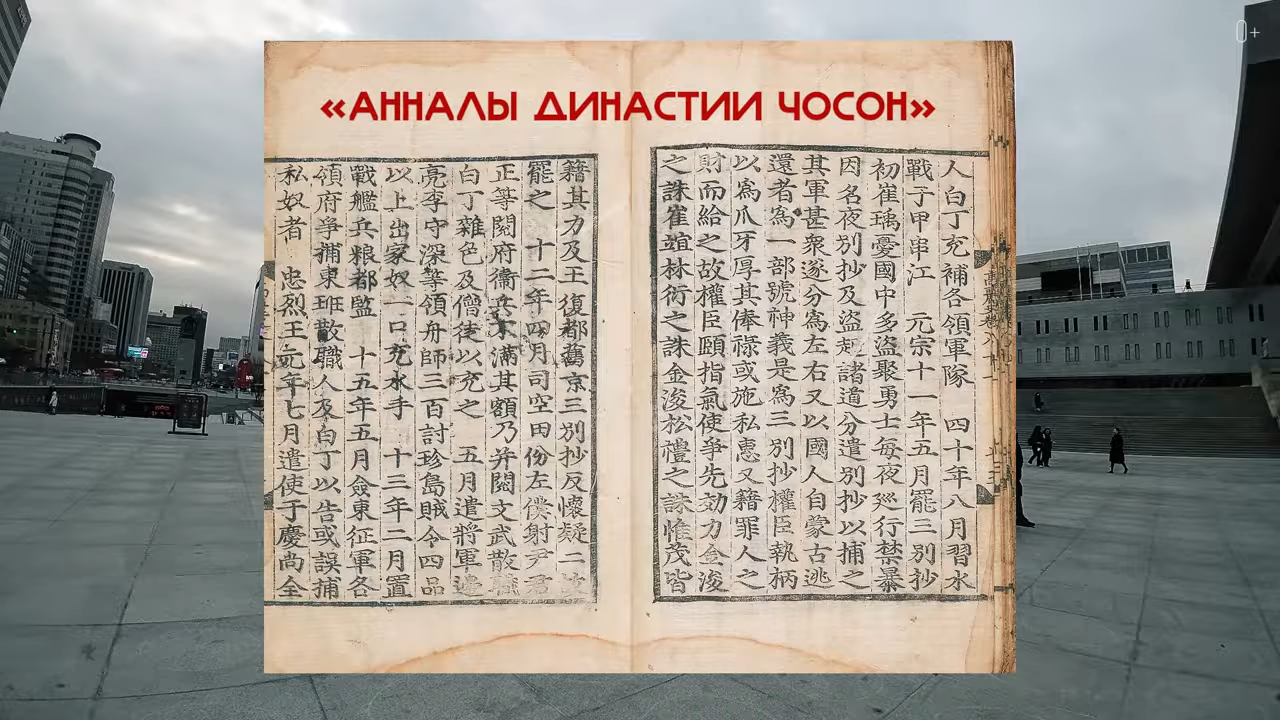 0+
«АННАЛЫ ДИНАСТИИ ЧОСОН»
人白丁充補各領軍隊 四十年八月習水
戰于甲串江 元宗十一年五月罷三別抄
初崔瑀憂國中多盜聚勇士每夜廵行禁暴
因名夜別抄及盜起諸道分遣別抄以捕之
其軍甚衆遂分爲左右又以國人自蒙古逃
還者爲一部號神義是爲三別抄權臣執柄
以爲爪牙厚其俸祿或施私惠又籍罪人之
財而給之故權臣頤指氣使爭先効力金浚
之誅崔竩林衍之誅金浚松禮之誅惟茂皆
籍其力及王復都舊京三別抄反懷疑二
罷之 十二年四月司空田份左僕射尹君
正等閱府衛兵不滿其額乃并閱文武散職
白丁雜色及僧徒以充之 五月遣將軍邊
亮李守深等領舟師三百討珍島賊令四品
以上出家奴一口充水手 十三年二月置
戰艦兵粮都監 十五年五月僉東征軍各
領府爭捕東班散職人及白丁以告或誤捕
私奴者 忠烈王元年七月遣使于慶尚全